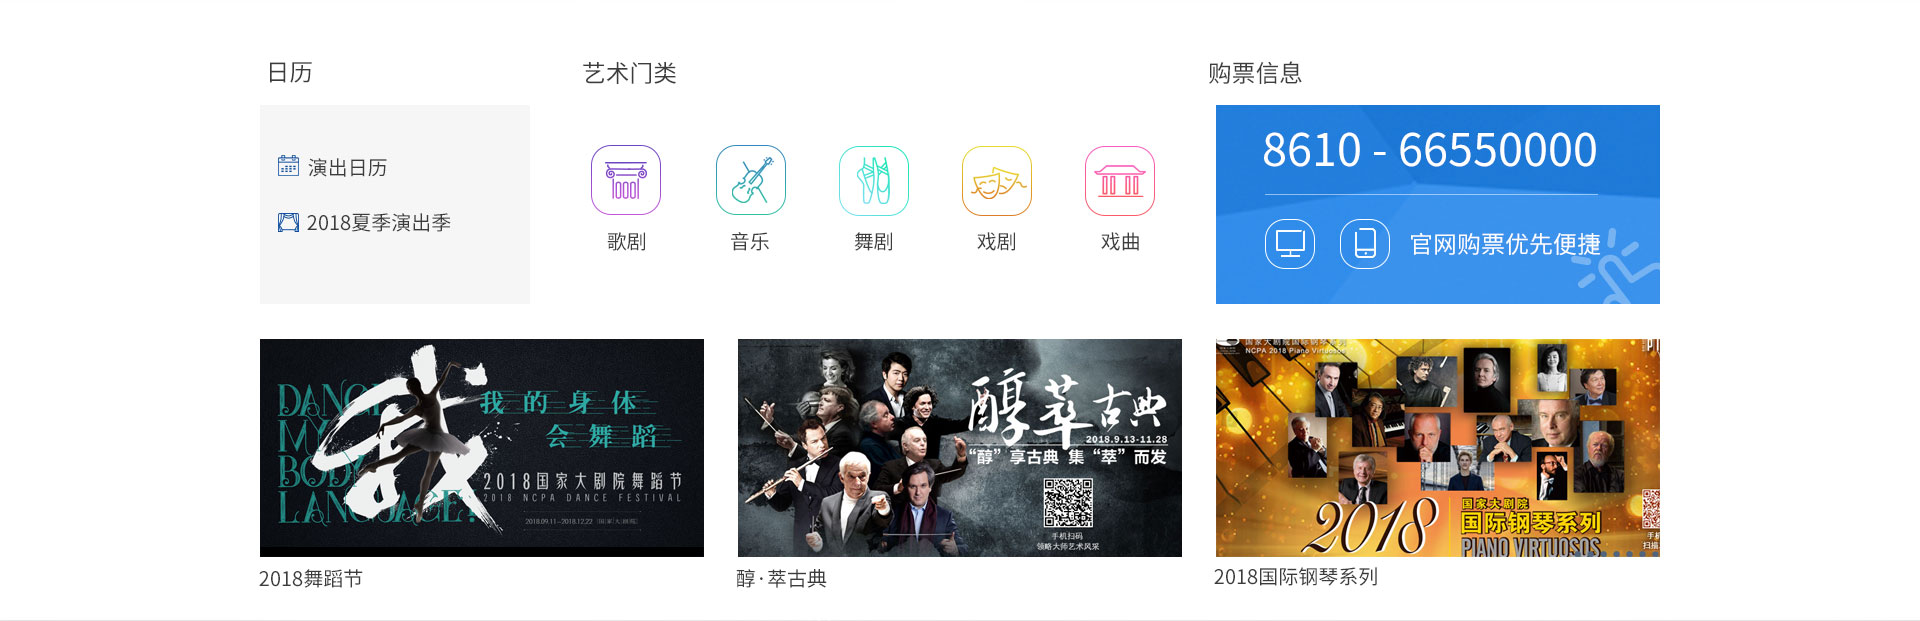 日历
艺术门类
购票信息
演出日历
2018夏季演出季
歌剧
音乐
舞剧
戏剧
戏曲
8610 - 66550000
官网购票优先便捷
DANCE
MY
BODY
LANGUAGE?
我的身体
会舞蹈
2018国家大剧院舞蹈节
2018 NCPA DANCE FESTIVAL
2018.09.11-2018.12.22
2018舞蹈节
醇萃古典
2018.9.13-11.28
“醇”享古典 集“萃”而发
手机扫码
领略大师艺术风采
醇·萃古典
国家大剧院国际钢琴系列
NCPA 2018 Piano Virtuosos
2018
国家大剧院
国际钢琴系列
PIANO VIRTUOSOS
2018国际钢琴系列